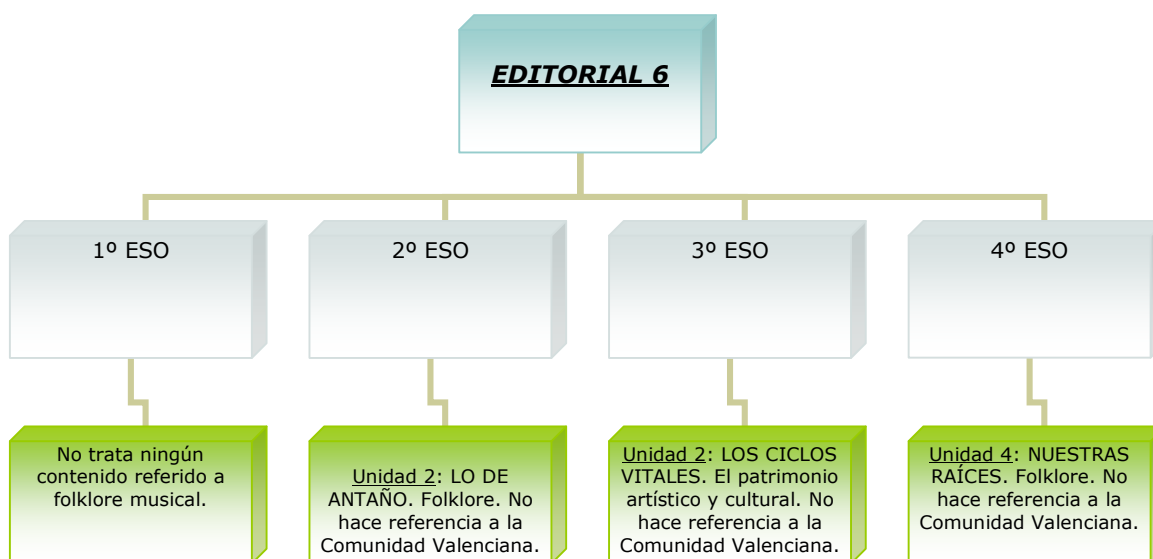 EDITORIAL 6
1º ESO
2º ESO
3º ESO
4º ESO
No trata ningún
contenido referido a
folklore musical.
Unidad 2: LO DE
ANTAÑO. Folklore. No
hace referencia a la
Comunidad Valenciana.
Unidad 2: LOS CICLOS
VITALES. El patrimonio
artístico y cultural. No
hace referencia a la
Comunidad Valenciana.
Unidad 4: NUESTRAS
RAÍCES. Folklore. No
hace referencia a la
Comunidad Valenciana.